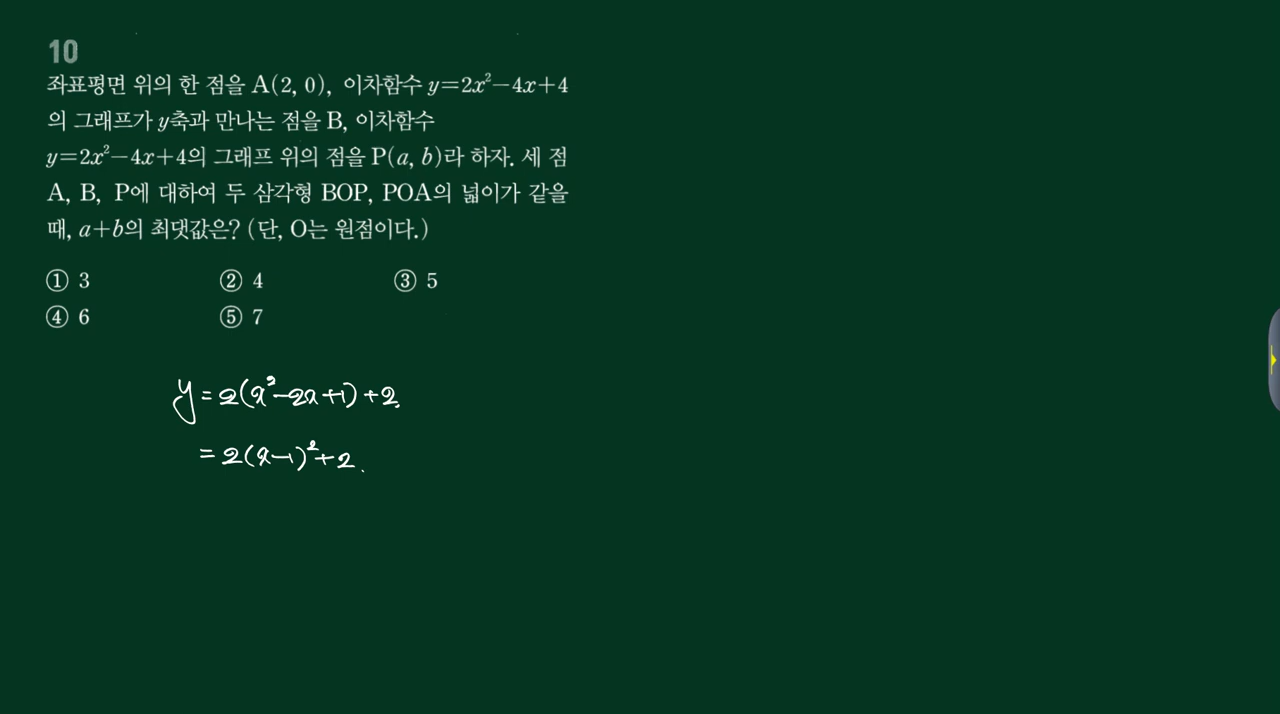 10
좌표평면 위의 한 점을 A(2, 0), 이차함수 y=2x²−4x+4
의 그래프가 y축과 만나는 점을 B, 이차함수
y=2x²−4x+4의 그래프 위의 점을 P(a, b)라 하자. 세 점
A, B, P에 대하여 두 삼각형 BOP, POA의 넓이가 같을
때, a+b의 최댓값은? (단, O는 원점이다.)
① 3 ② 4 ③ 5
④ 6 ⑤ 7
y=2(x²−2x+1)+2.
=2(x−1)²+2.